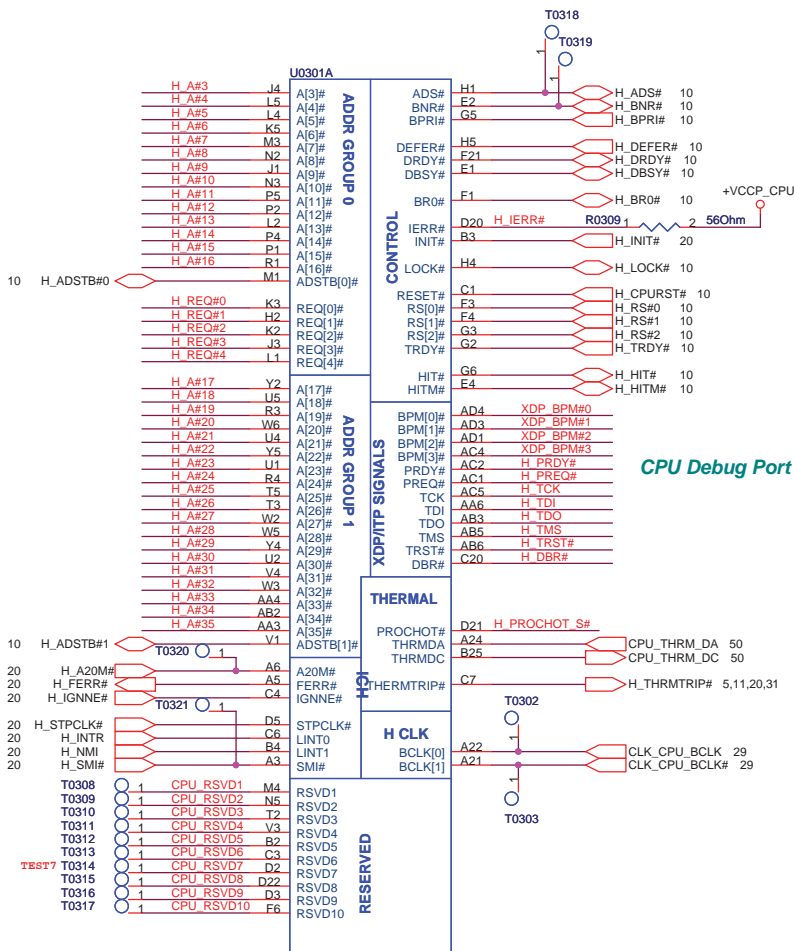 T0318
T0319
1
1
U0301A
H_A#3 J4 A[3]# ADS# H1 H_ADS# 10
H_A#4 L5 A[4]# BNR# E2 H_BNR# 10
H_A#5 L4 A[5]# BPRI# G5 H_BPRI# 10
H_A#6 K5 A[6]#
H_A#7 M3 A[7]# DEFER# H5 H_DEFER# 10
H_A#8 N2 A[8]# DRDY# F21 H_DRDY# 10
H_A#9 J1 A[9]# DBSY# E1 H_DBSY# 10
H_A#10 N3 A[10]#
H_A#11 P5 A[11]# BR0# F1 H_BR0# 10
H_A#12 P2 A[12]#
H_A#13 L2 A[13]# IERR# D20 H_IERR# R0309 1 2 56Ohm +VCCP_CPU
H_A#14 P4 A[14]# INIT# B3 H_INIT# 20
H_A#15 P1 A[15]#
H_A#16 R1 A[16]# LOCK# H4 H_LOCK# 10
10 H_ADSTB#0 M1 ADSTB[0]#
ADDR GROUP 0
CONTROL
RESET# C1 H_CPURST# 10
H_REQ#0 K3 REQ[0]# RS[0]# F3 H_RS#0 10
H_REQ#1 H2 REQ[1]# RS[1]# F4 H_RS#1 10
H_REQ#2 K2 REQ[2]# RS[2]# G3 H_RS#2 10
H_REQ#3 J3 REQ[3]# TRDY# G2 H_TRDY# 10
H_REQ#4 L1 REQ[4]#
HIT# G6 H_HIT# 10
H_A#17 Y2 A[17]# HITM# E4 H_HITM# 10
H_A#18 U5 A[18]#
H_A#19 R3 A[19]# BPM[0]# AD4 XDP_BPM#0
H_A#20 W6 A[20]# BPM[1]# AD3 XDP_BPM#1
H_A#21 U4 A[21]# BPM[2]# AD1 XDP_BPM#2
H_A#22 Y5 A[22]# BPM[3]# AC4 XDP_BPM#3
H_A#23 U1 A[23]# PRDY# AC2 H_PRDY#
H_A#24 R4 A[24]# PREQ# AC1 H_PREQ#
H_A#25 T5 A[25]# TCK AC5 H_TCK
H_A#26 T3 A[26]# TDI AA6 H_TDI
H_A#27 W2 A[27]# TDO AB3 H_TDO
H_A#28 W5 A[28]# TMS AB5 H_TMS
H_A#29 Y4 A[29]# TRST# AB6 H_TRST#
H_A#30 U2 A[30]# DBR# C20 H_DBR#
H_A#31 V4 A[31]#
H_A#32 W3 A[32]#
H_A#33 AA4 A[33]#
H_A#34 AB2 A[34]#
H_A#35 AA3 A[35]#
10 H_ADSTB#1 V1 ADSTB[1]#
ADDR GROUP 1
XDP/ITP SIGNALS
CPU Debug Port
THERMAL
PROCHOT# D21 H_PROCHOT_S#
THRMDA A24 CPU_THRM_DA 50
THRMDC B25 CPU_THRM_DC 50
THERMTRIP# C7 H_THRMTRIP# 5,11,20,31
T0320 1
20 H_A20M# A6 A20M#
20 H_FERR# A5 FERR#
20 H_IGNNE# C4 IGNNE#
T0321 1
ICH
20 H_STPCLK# D5 STPCLK#
20 H_INTR C6 LINT0
20 H_NMI B4 LINT1
20 H_SMI# A3 SMI#
H CLK
T0302
1
BCLK[0] A22 CLK_CPU_BCLK 29
BCLK[1] A21 CLK_CPU_BCLK# 29
1
T0303
T0308 1 CPU_RSVD1 M4 RSVD1
T0309 1 CPU_RSVD2 N5 RSVD2
T0310 1 CPU_RSVD3 T2 RSVD3
T0311 1 CPU_RSVD4 V3 RSVD4
T0312 1 CPU_RSVD5 B2 RSVD5
T0313 1 CPU_RSVD6 C3 RSVD6
TEST7 T0314 1 CPU_RSVD7 D2 RSVD7
T0315 1 CPU_RSVD8 D22 RSVD8
T0316 1 CPU_RSVD9 D3 RSVD9
T0317 1 CPU_RSVD10 F6 RSVD10
RESERVED